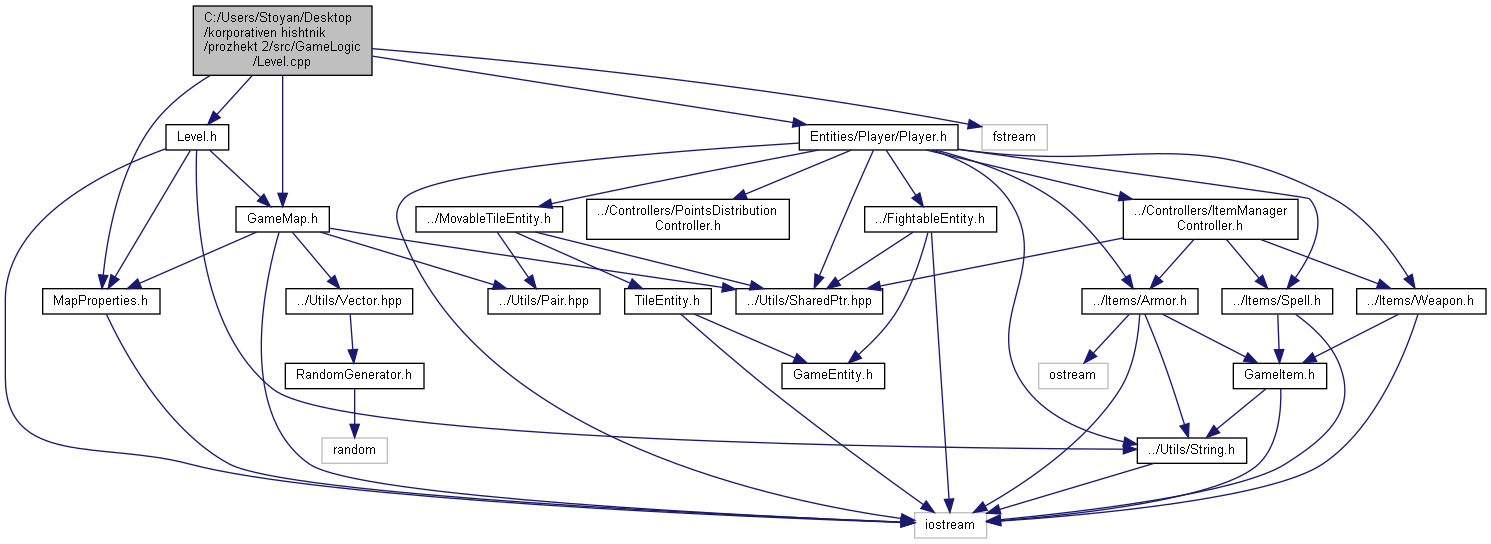 C:/Users/Stoyan/Desktop
/korporativen hishtnik
/prozhekt 2/src/GameLogic
/Level.cpp
Level.h
Entities/Player/Player.h
fstream
GameMap.h
../MovableTileEntity.h
../Controllers/PointsDistribution
Controller.h
../FightableEntity.h
../Controllers/ItemManager
Controller.h
MapProperties.h
../Utils/Vector.hpp
../Utils/Pair.hpp
TileEntity.h
../Utils/SharedPtr.hpp
../Items/Armor.h
../Items/Spell.h
../Items/Weapon.h
RandomGenerator.h
GameEntity.h
ostream
GameItem.h
random
../Utils/String.h
iostream